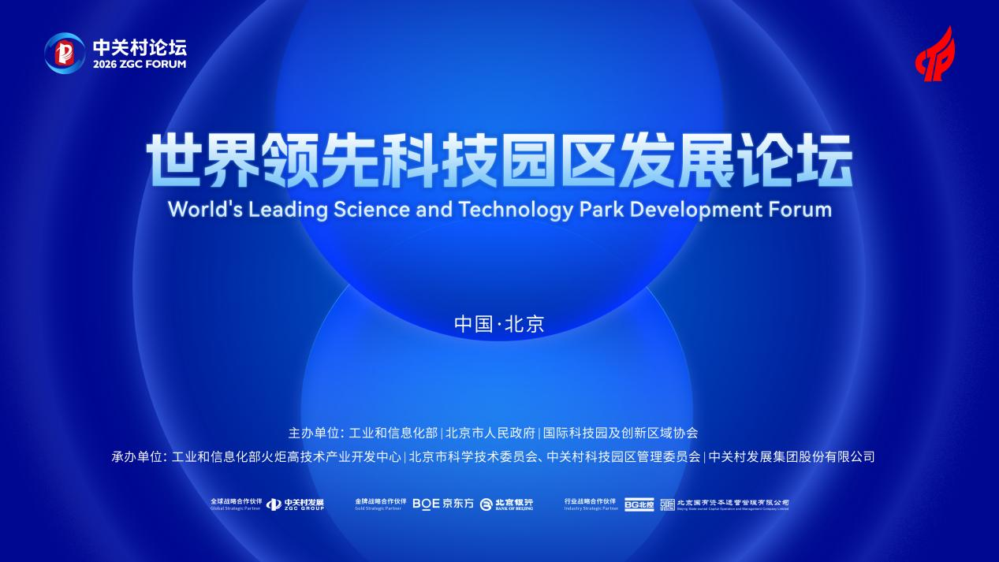 中关村论坛
2026 ZGC FORUM
世界领先科技园区发展论坛
World's Leading Science and Technology Park Development Forum
中国·北京
主办单位：工业和信息化部|北京市人民政府|国际科技园及创新区域协会
承办单位：工业和信息化部火炬高技术产业开发中心|北京市科学技术委员会、中关村科技园区管理委员会|中关村发展集团股份有限公司
全球战略合作伙伴
Global Strategic Partner
中关村发展
ZGC GROUP
金牌战略合作伙伴
Gold Strategic Partner
BOE 京东方
北京银行
BANK OF BEIJING
行业战略合作伙伴
Industry Strategic Partner
BG北控
北京国有资本运营管理有限公司
Beijing State-owned Capital Operation and Management Company Limited